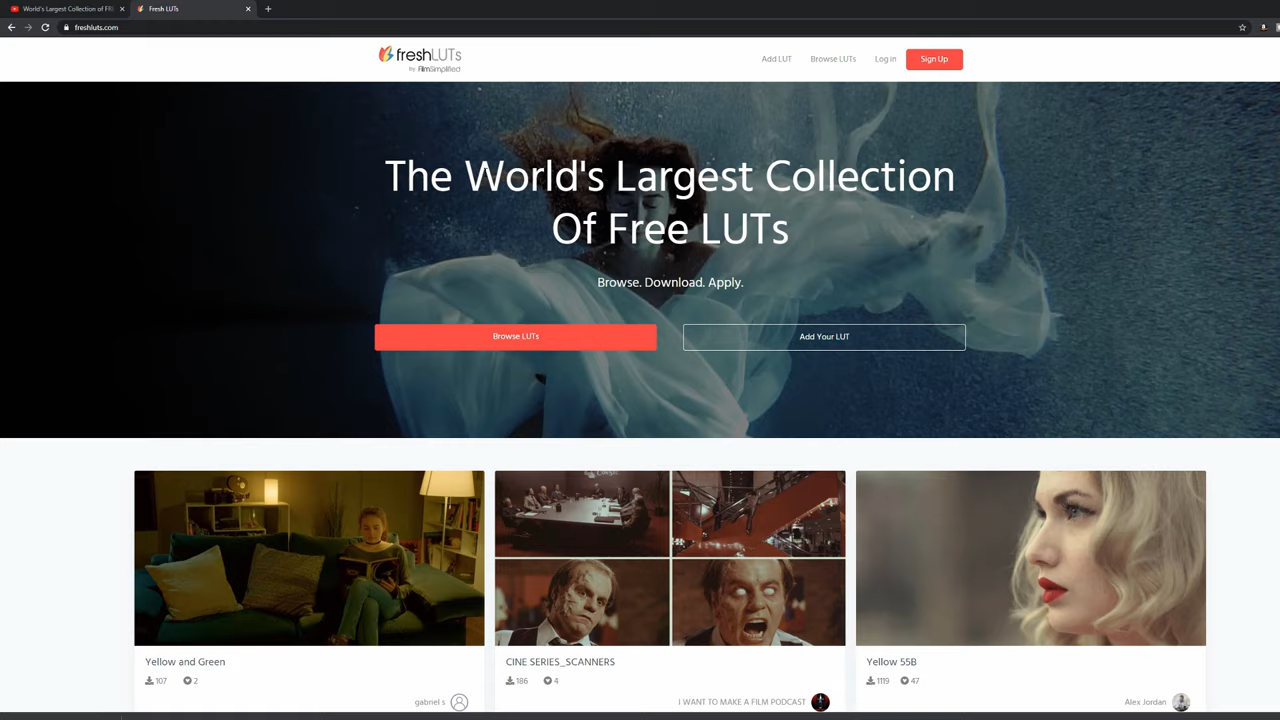 World's Largest Collection of FR
Fresh LUTs
freshluts.com
freshLUTs
by FilmSimplified
Add LUT
Browse LUTs
Log in
Sign Up
The World's Largest Collection
Of Free LUTs
Browse. Download. Apply.
Browse LUTs
Add Your LUT
Yellow and Green
107
2
gabriel s
CINE SERIES_SCANNERS
186
4
I WANT TO MAKE A FILM PODCAST
Yellow 55B
1119
47
Alex Jordan